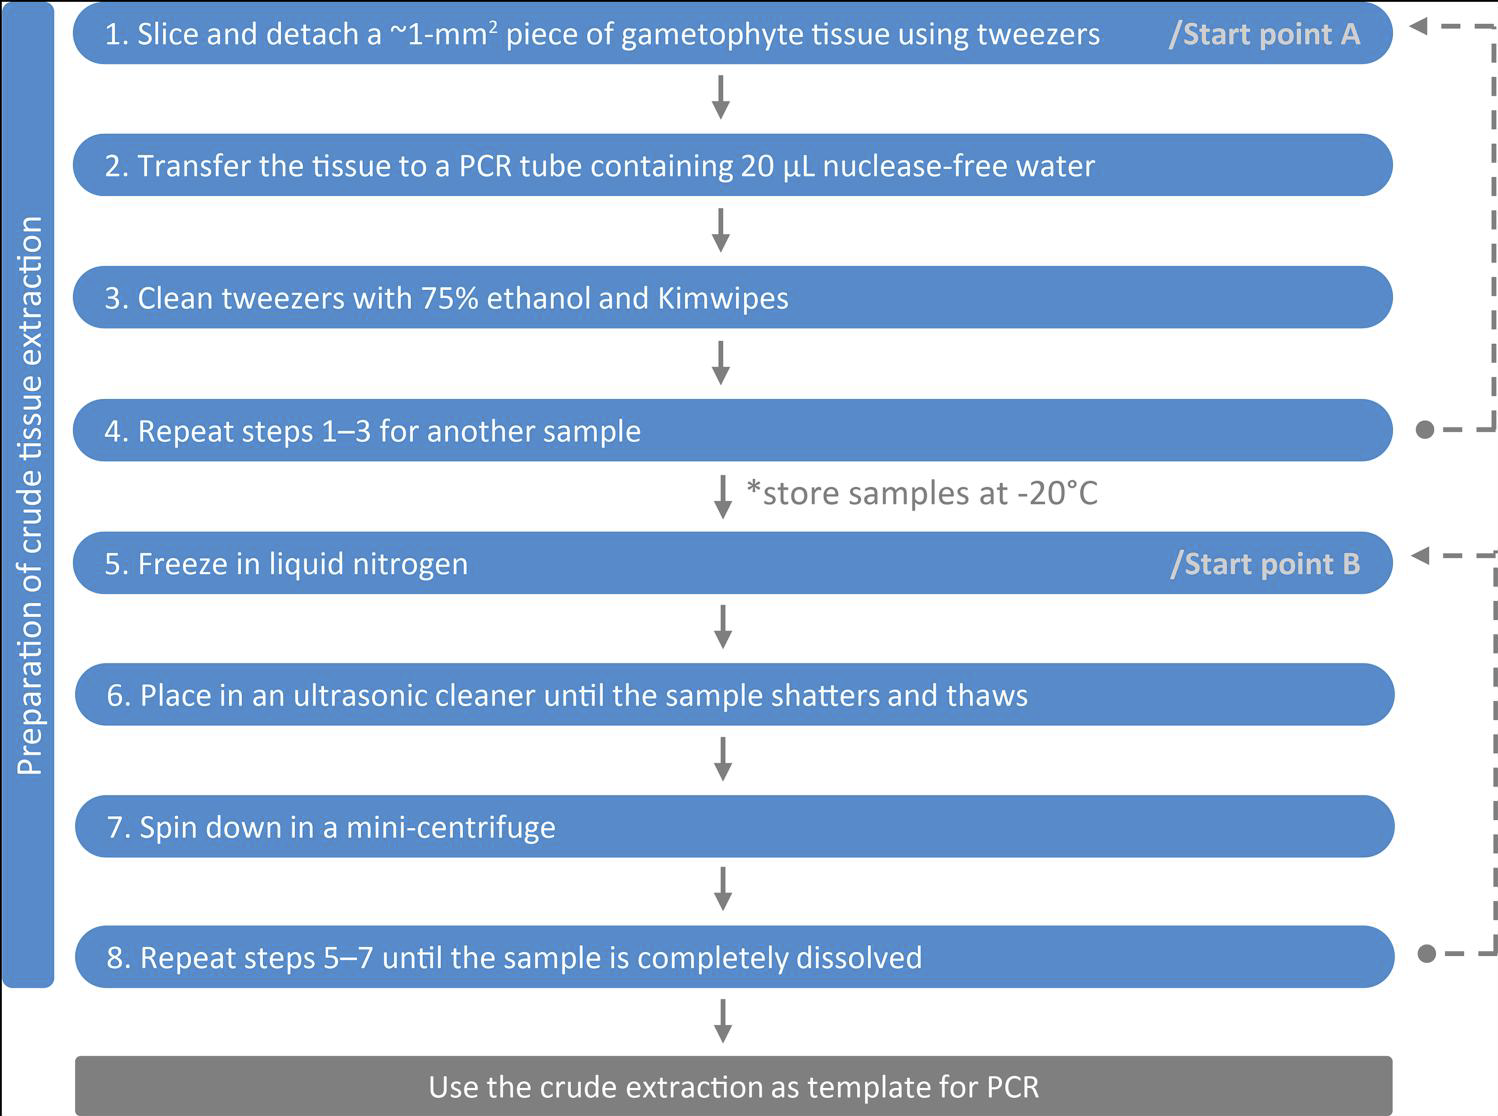 Preparation of crude tissue extraction
1. Slice and detach a ~1-mm² piece of gametophyte tissue using tweezers /Start point A
2. Transfer the tissue to a PCR tube containing 20 µL nuclease-free water
3. Clean tweezers with 75% ethanol and Kimwipes
4. Repeat steps 1–3 for another sample
*store samples at -20°C
5. Freeze in liquid nitrogen /Start point B
6. Place in an ultrasonic cleaner until the sample shatters and thaws
7. Spin down in a mini-centrifuge
8. Repeat steps 5–7 until the sample is completely dissolved
Use the crude extraction as template for PCR